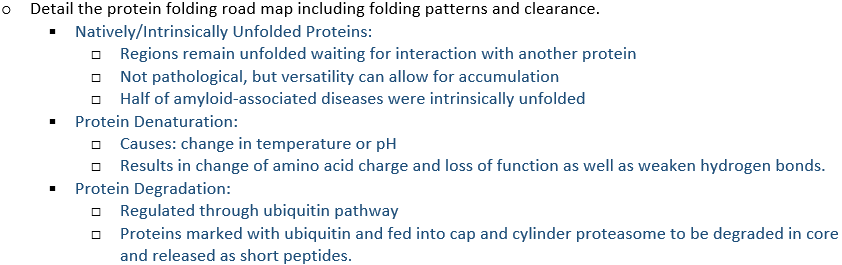 o Detail the protein folding road map including folding patterns and clearance.
▪ Natively/Intrinsically Unfolded Proteins:
□ Regions remain unfolded waiting for interaction with another protein
□ Not pathological, but versatility can allow for accumulation
□ Half of amyloid-associated diseases were intrinsically unfolded
▪ Protein Denaturation:
□ Causes: change in temperature or pH
□ Results in change of amino acid charge and loss of function as well as weaken hydrogen bonds.
▪ Protein Degradation:
□ Regulated through ubiquitin pathway
□ Proteins marked with ubiquitin and fed into cap and cylinder proteasome to be degraded in core
and released as short peptides.